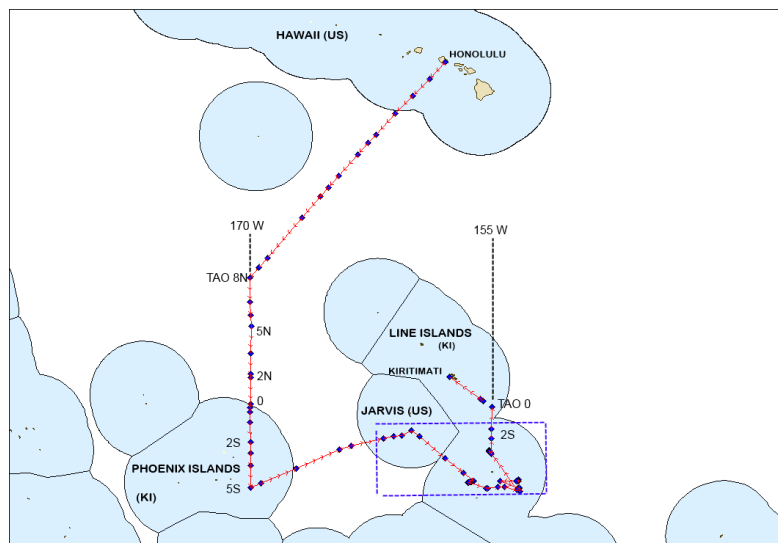 HAWAII (US)
HONOLULU
170 W
155 W
TAO 8N
5N
LINE ISLANDS
(KI)
2N
KIRITIMATI
0
TAO 0
JARVIS (US)
2S
2S
PHOENIX ISLANDS
(KI)
5S